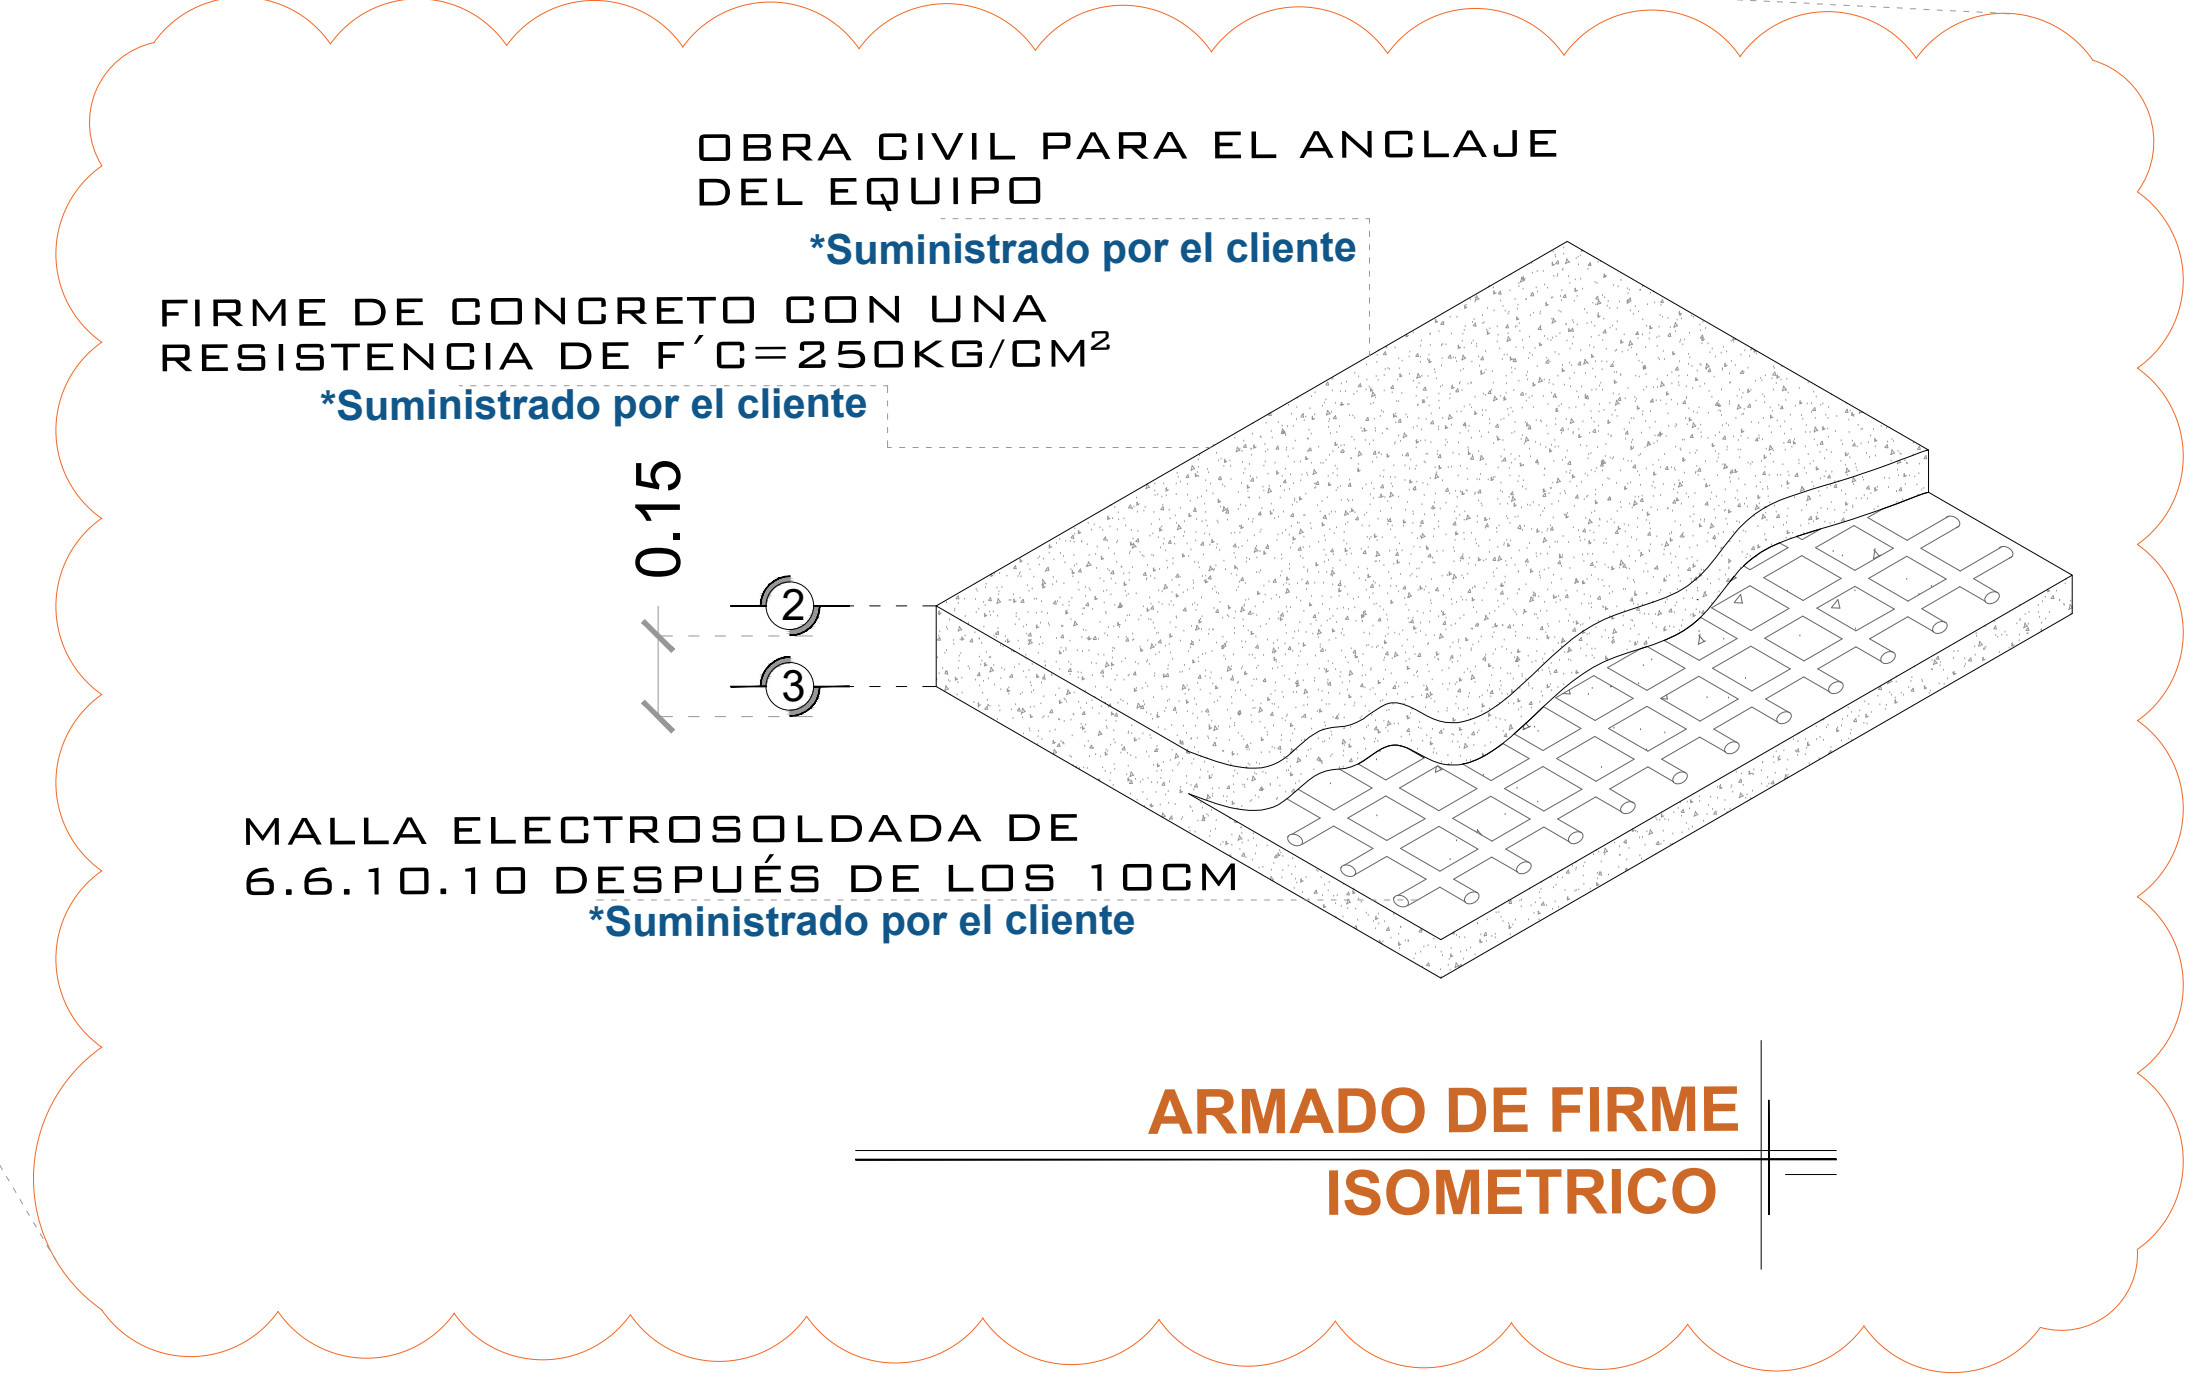 OBRA CIVIL PARA EL ANCLAJE
DEL EQUIPO
*Suministrado por el cliente
FIRME DE CONCRETO CON UNA
RESISTENCIA DE F´C=250KG/CM²
*Suministrado por el cliente
0.15
2
3
MALLA ELECTROSOLDADA DE
6.6.10.10 DESPUÉS DE LOS 10CM
*Suministrado por el cliente
ARMADO DE FIRME
ISOMETRICO